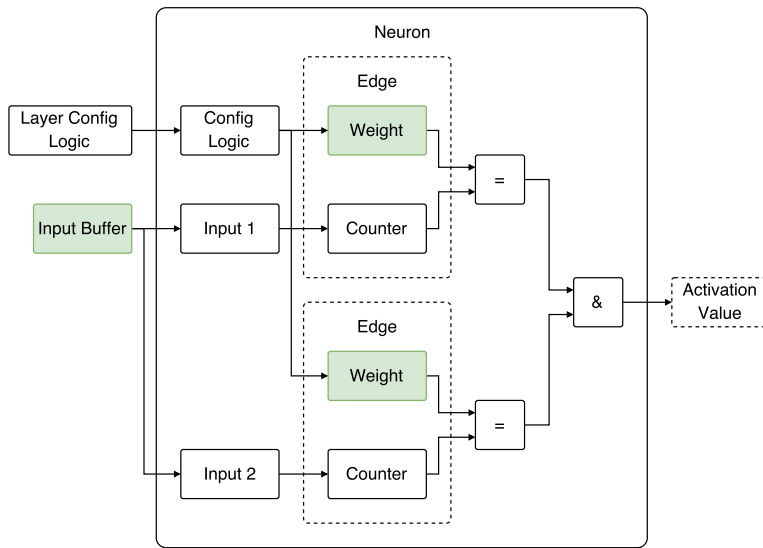 Neuron
Edge
Layer Config
Logic
Config
Logic
Weight
=
Input Buffer
Input 1
Counter
&
Activation
Value
Edge
Weight
=
Input 2
Counter